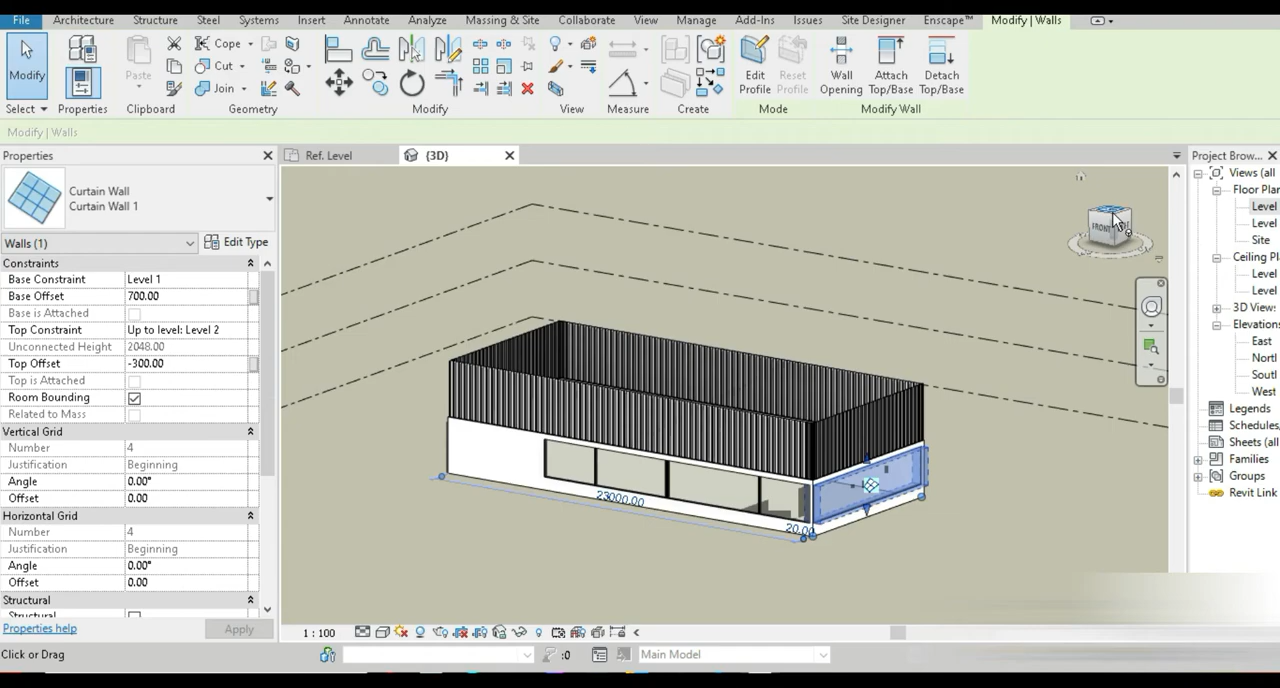 File Architecture Structure Steel Systems Insert Annotate Analyze Massing & Site Collaborate View Manage Add-Ins Issues Site Designer Enscape™ Modify | Walls
Modify Paste Cope Cut Join Edit Profile Reset Profile Wall Opening Attach Top/Base Detach Top/Base
Select Properties Clipboard Geometry Modify View Measure Create Mode Modify Wall
Modify | Walls
Properties Ref. Level {3D} Project Brow...
Curtain Wall
Curtain Wall 1
Walls (1) Edit Type
Constraints
Base Constraint Level 1
Base Offset 700.00
Base is Attached
Top Constraint Up to level: Level 2
Unconnected Height 2048.00
Top Offset -300.00
Top is Attached
Room Bounding
Related to Mass
Vertical Grid
Number 4
Justification Beginning
Angle 0.00°
Offset 0.00
Horizontal Grid
Number 4
Justification Beginning
Angle 0.00°
Offset 0.00
Structural
Structural
Properties help Apply
FRONT
23000.00
20.00
Views (all
Floor Plan
Level
Level
Site
Ceiling Pl
Level
Level
3D View
Elevations
East
North
South
West
Legends
Schedules,
Sheets (all
Families
Groups
Revit Link
1 : 100
Click or Drag :0 Main Model